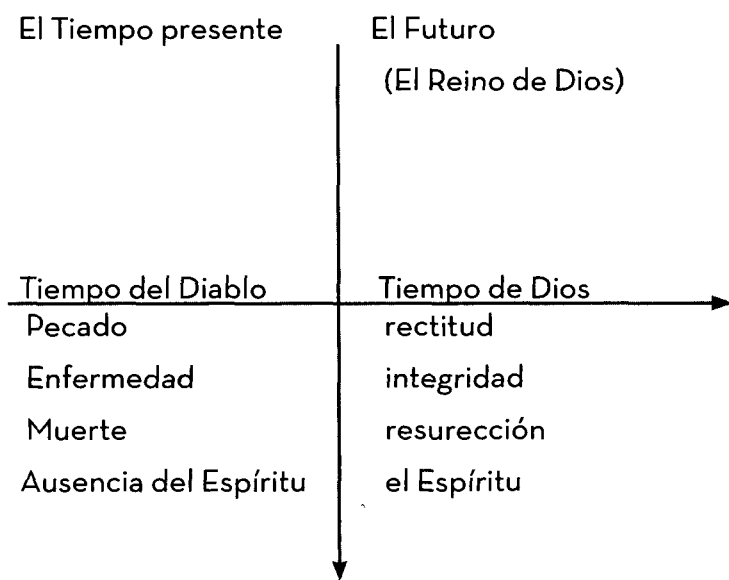 El Tiempo presente
El Futuro
(El Reino de Dios)
Tiempo del Diablo
Tiempo de Dios
Pecado
rectitud
Enfermedad
integridad
Muerte
resurección
Ausencia del Espíritu
el Espíritu